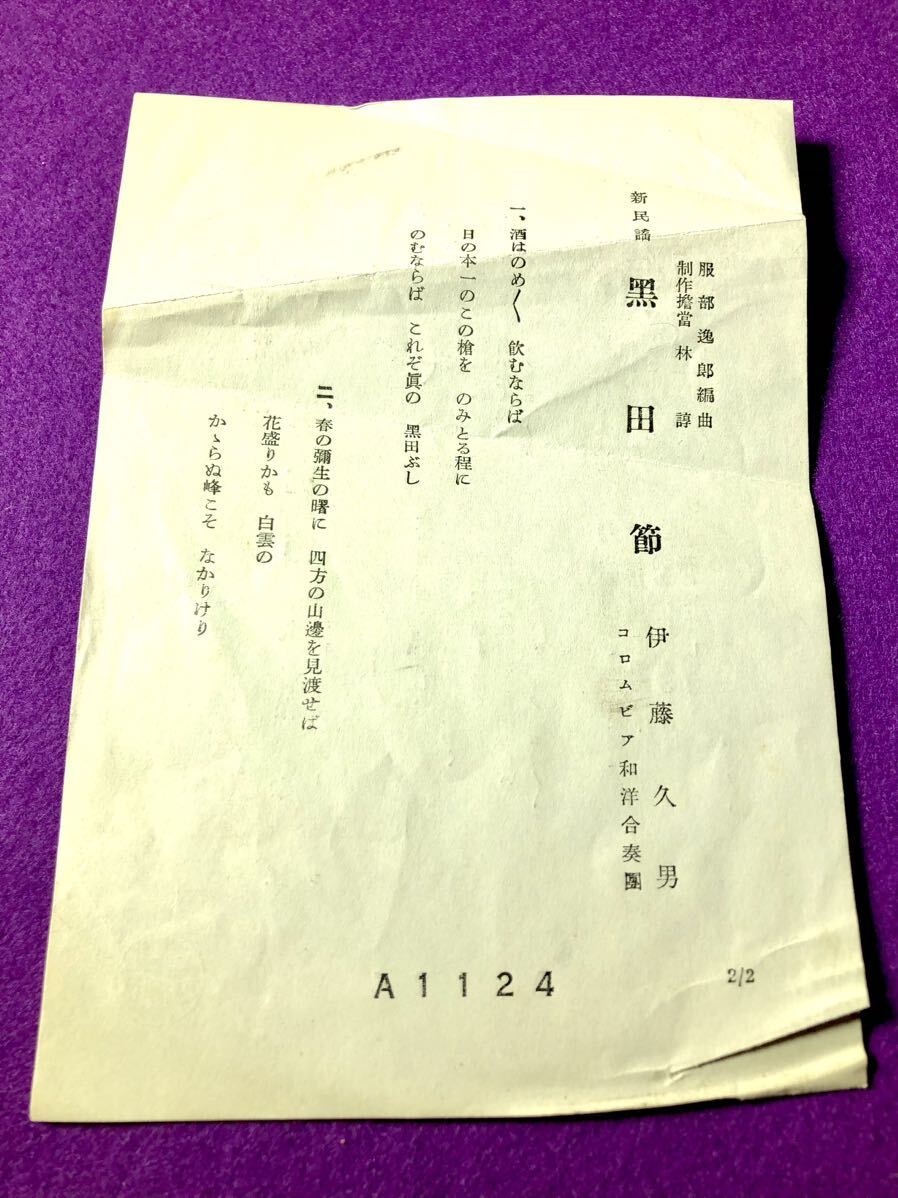 服部逸郎編曲
制作擔當 林 諄
新民謠 黑田節
伊藤久男
コロムビア和洋合奏團
一、酒はのめ〳〵 飮むならば
日の本一のこの槍を のみとる程に
のむならば これぞ眞の 黑田ぶし
二、春の彌生の曙に 四方の山邊を見渡せば
花盛りかも 白雲の
かゝらぬ峰こそ なかりけり
A1124
2/2